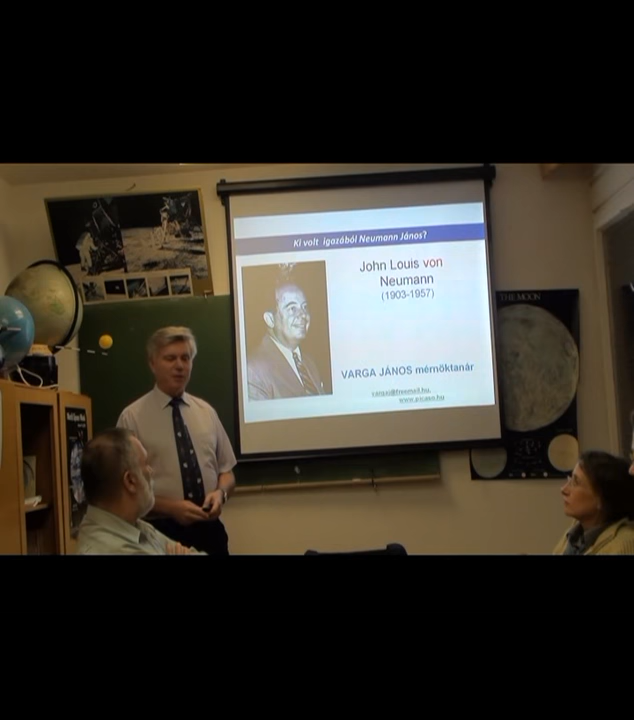 Ki volt igazából Neumann János?
John Louis von
Neumann
(1903-1957)
VARGA JÁNOS mérnöktanár
THE MOON